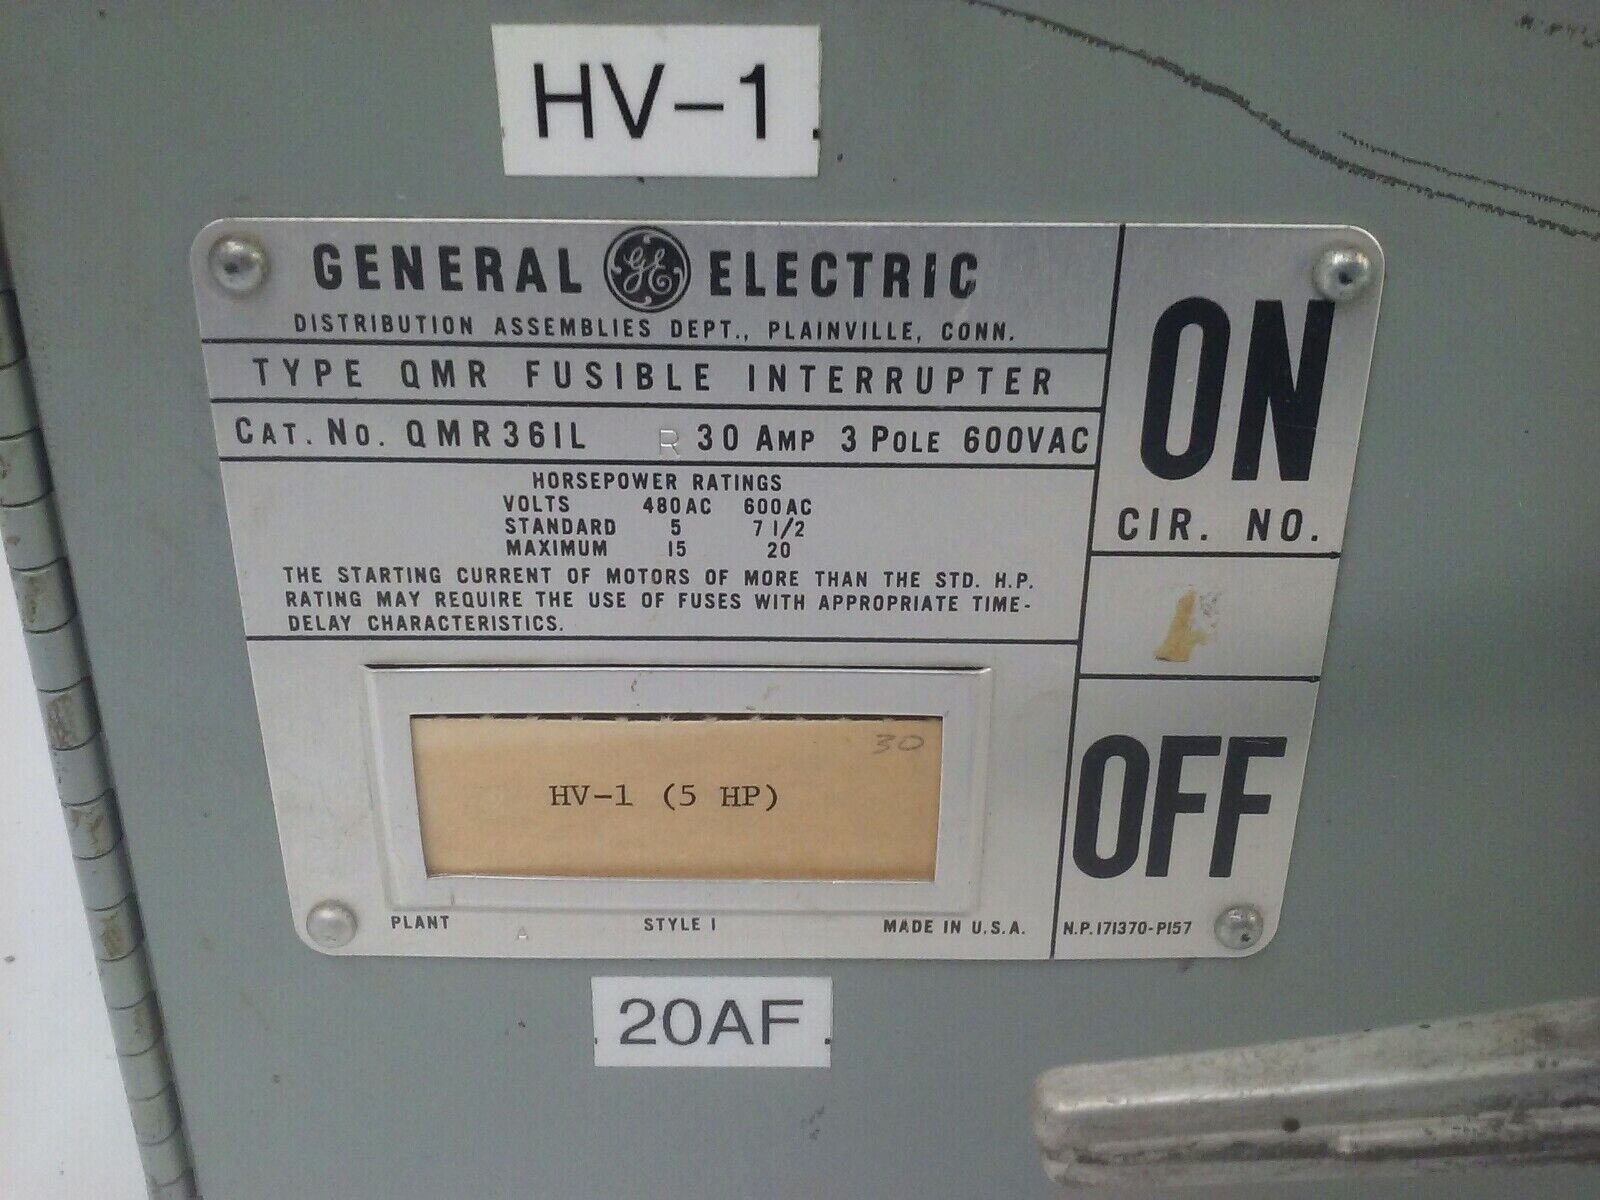 HV-1
GENERAL GE ELECTRIC
DISTRIBUTION ASSEMBLIES DEPT., PLAINVILLE, CONN.
TYPE QMR FUSIBLE INTERRUPTER
CAT. NO. QMR361L R 30 AMP 3 POLE 600VAC
HORSEPOWER RATINGS
VOLTS 480AC 600AC
STANDARD 5 7 1/2
MAXIMUM 15 20
THE STARTING CURRENT OF MOTORS OF MORE THAN THE STD. H.P.
RATING MAY REQUIRE THE USE OF FUSES WITH APPROPRIATE TIME-
DELAY CHARACTERISTICS.
ON
CIR. NO.
OFF
30
HV-1 (5 HP)
PLANT A STYLE 1 MADE IN U.S.A. N.P. 171370-P157
20AF